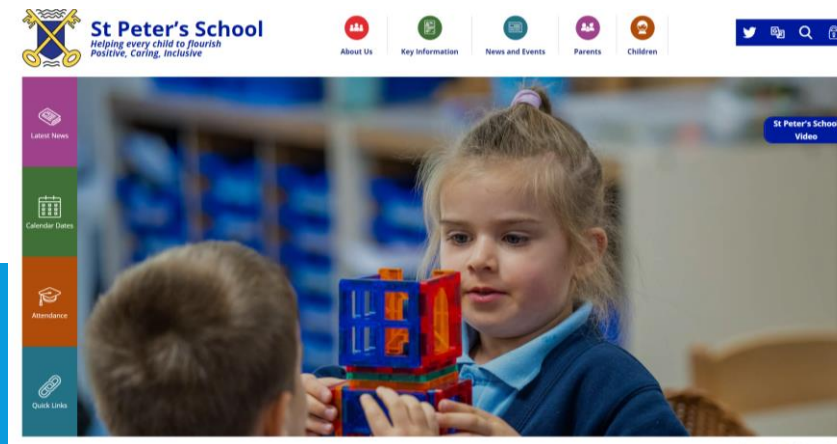 St Peter's School
Helping every child to flourish
Positive, Caring, Inclusive
About Us
Key Information
News and Events
Parents
Children
Latest News
Calendar Dates
Attendance
Quick Links
St Peter's School
Video